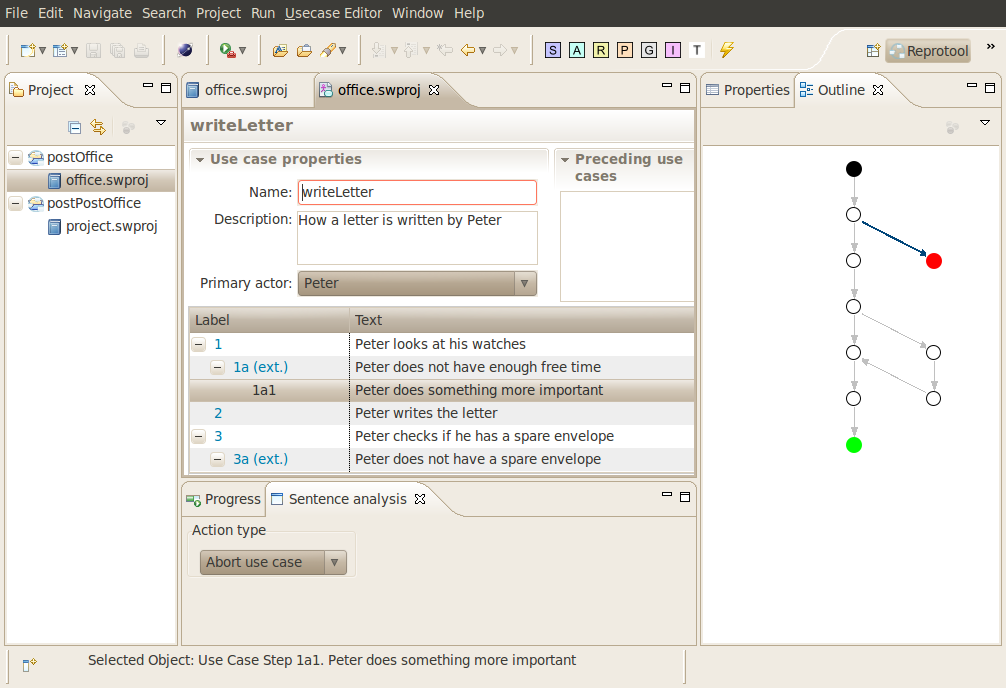 File Edit Navigate Search Project Run Usecase Editor Window Help
S A R P G I T Reprotool »
Project
postOffice
office.swproj
postPostOffice
project.swproj
office.swproj office.swproj
writeLetter
Use case properties
Name: writeLetter
Description: How a letter is written by Peter
Primary actor: Peter
Preceding use
cases
Label Text
1 Peter looks at his watches
1a (ext.) Peter does not have enough free time
1a1 Peter does something more important
2 Peter writes the letter
3 Peter checks if he has a spare envelope
3a (ext.) Peter does not have a spare envelope
Progress Sentence analysis
Action type
Abort use case
Properties Outline
Selected Object: Use Case Step 1a1. Peter does something more important